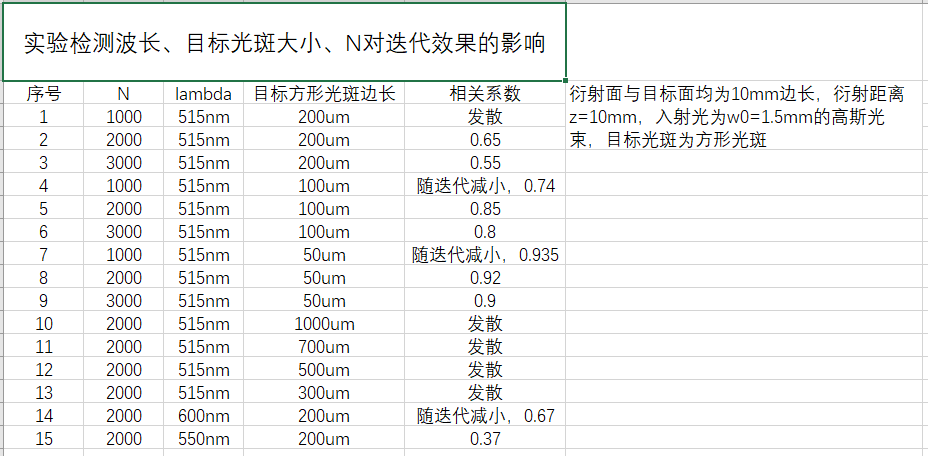 实验检测波长、目标光斑大小、N对迭代效果的影响
序号 N lambda 目标方形光斑边长 相关系数 衍射面与目标面均为10mm边长，衍射距离
1 1000 515nm 200um 发散 z=10mm，入射光为w0=1.5mm的高斯光
2 2000 515nm 200um 0.65 束，目标光斑为方形光斑
3 3000 515nm 200um 0.55
4 1000 515nm 100um 随迭代减小，0.74
5 2000 515nm 100um 0.85
6 3000 515nm 100um 0.8
7 1000 515nm 50um 随迭代减小，0.935
8 2000 515nm 50um 0.92
9 3000 515nm 50um 0.9
10 2000 515nm 1000um 发散
11 2000 515nm 700um 发散
12 2000 515nm 500um 发散
13 2000 515nm 300um 发散
14 2000 600nm 200um 随迭代减小，0.67
15 2000 550nm 200um 0.37